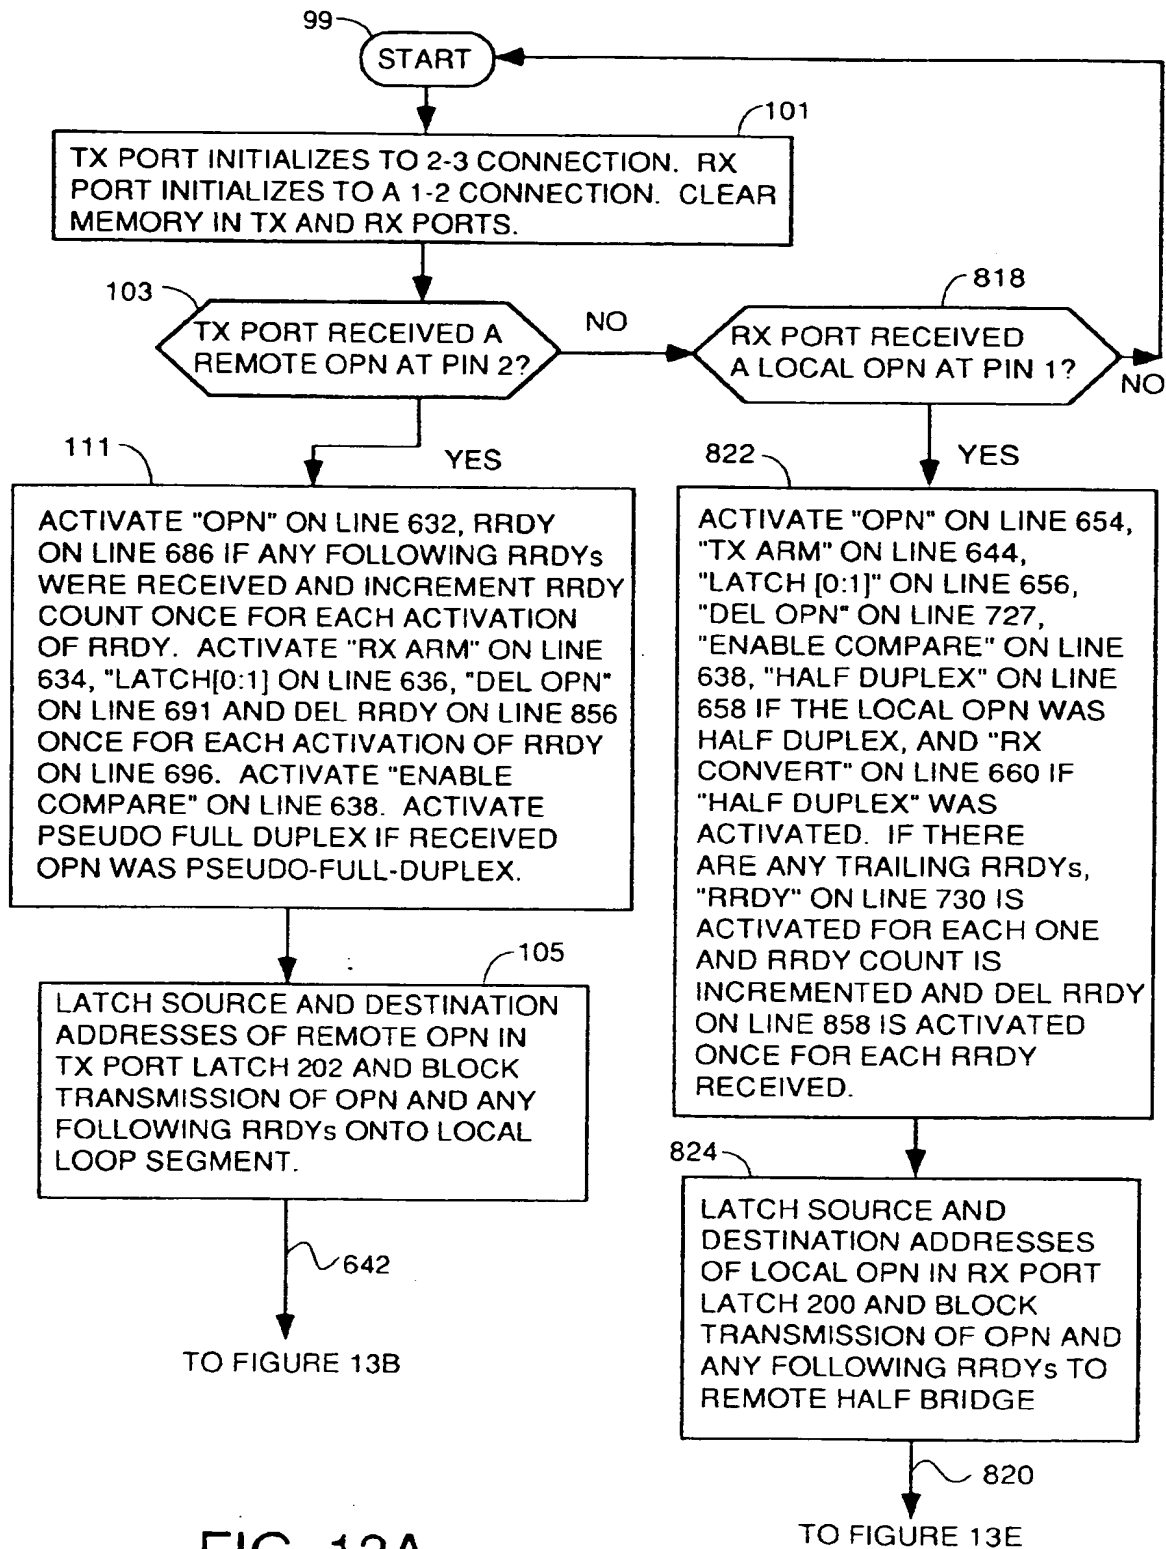 99
START
101
TX PORT INITIALIZES TO 2-3 CONNECTION. RX
PORT INITIALIZES TO A 1-2 CONNECTION. CLEAR
MEMORY IN TX AND RX PORTS.
103
TX PORT RECEIVED A
REMOTE OPN AT PIN 2?
NO
818
RX PORT RECEIVED
A LOCAL OPN AT PIN 1?
NO
111
YES
ACTIVATE "OPN" ON LINE 632, RRDY
ON LINE 686 IF ANY FOLLOWING RRDYs
WERE RECEIVED AND INCREMENT RRDY
COUNT ONCE FOR EACH ACTIVATION
OF RRDY. ACTIVATE "RX ARM" ON LINE
634, "LATCH[0:1] ON LINE 636, "DEL OPN"
ON LINE 691 AND DEL RRDY ON LINE 856
ONCE FOR EACH ACTIVATION OF RRDY
ON LINE 696. ACTIVATE "ENABLE
COMPARE" ON LINE 638. ACTIVATE
PSEUDO FULL DUPLEX IF RECEIVED
OPN WAS PSEUDO-FULL-DUPLEX.
105
LATCH SOURCE AND DESTINATION
ADDRESSES OF REMOTE OPN IN
TX PORT LATCH 202 AND BLOCK
TRANSMISSION OF OPN AND ANY
FOLLOWING RRDYs ONTO LOCAL
LOOP SEGMENT.
642
TO FIGURE 13B
822
YES
ACTIVATE "OPN" ON LINE 654,
"TX ARM" ON LINE 644,
"LATCH [0:1]" ON LINE 656,
"DEL OPN" ON LINE 727,
"ENABLE COMPARE" ON LINE
638, "HALF DUPLEX" ON LINE
658 IF THE LOCAL OPN WAS
HALF DUPLEX, AND "RX
CONVERT" ON LINE 660 IF
"HALF DUPLEX" WAS
ACTIVATED. IF THERE
ARE ANY TRAILING RRDYs,
"RRDY" ON LINE 730 IS
ACTIVATED FOR EACH ONE
AND RRDY COUNT IS
INCREMENTED AND DEL RRDY
ON LINE 858 IS ACTIVATED
ONCE FOR EACH RRDY
RECEIVED.
824
LATCH SOURCE AND
DESTINATION ADDRESSES
OF LOCAL OPN IN RX PORT
LATCH 200 AND BLOCK
TRANSMISSION OF OPN AND
ANY FOLLOWING RRDYs TO
REMOTE HALF BRIDGE
820
TO FIGURE 13E
FIG. 13A